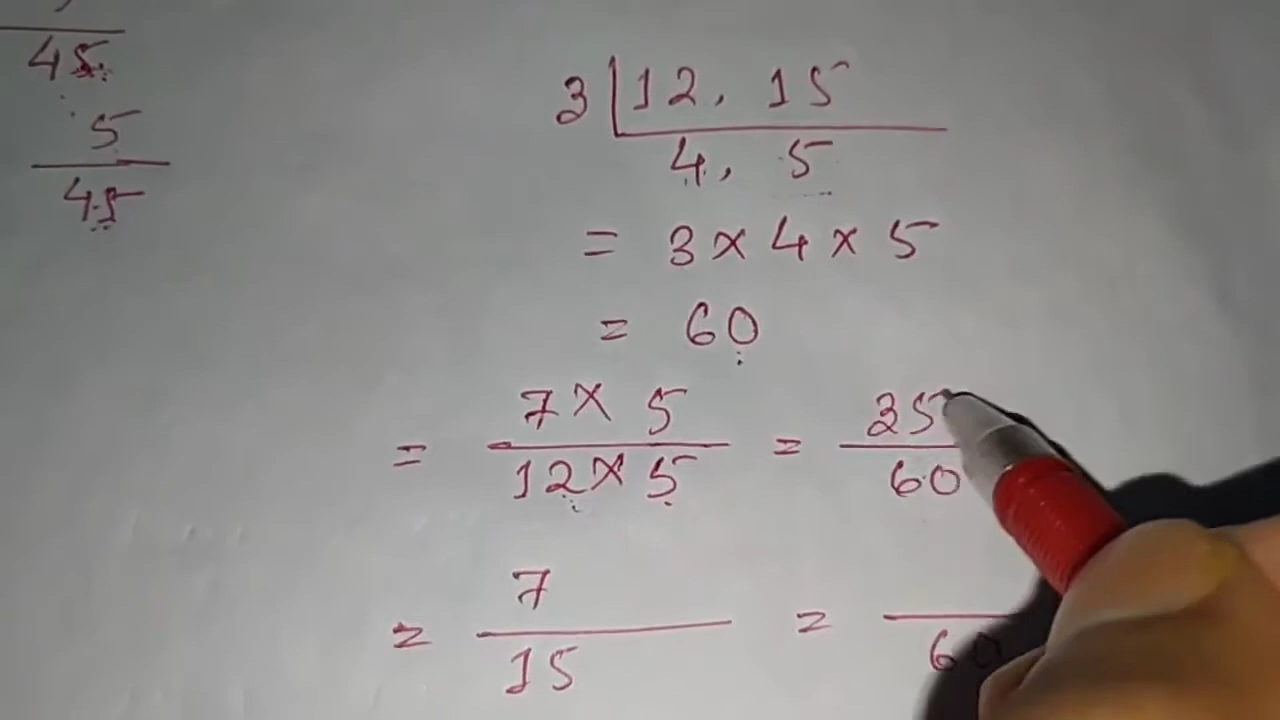 45
5
45
3 | 12, 15
4, 5
= 3 × 4 × 5
= 60
= 7 × 5 / 12 × 5 = 35 / 60
= 7 / 15 = / 60